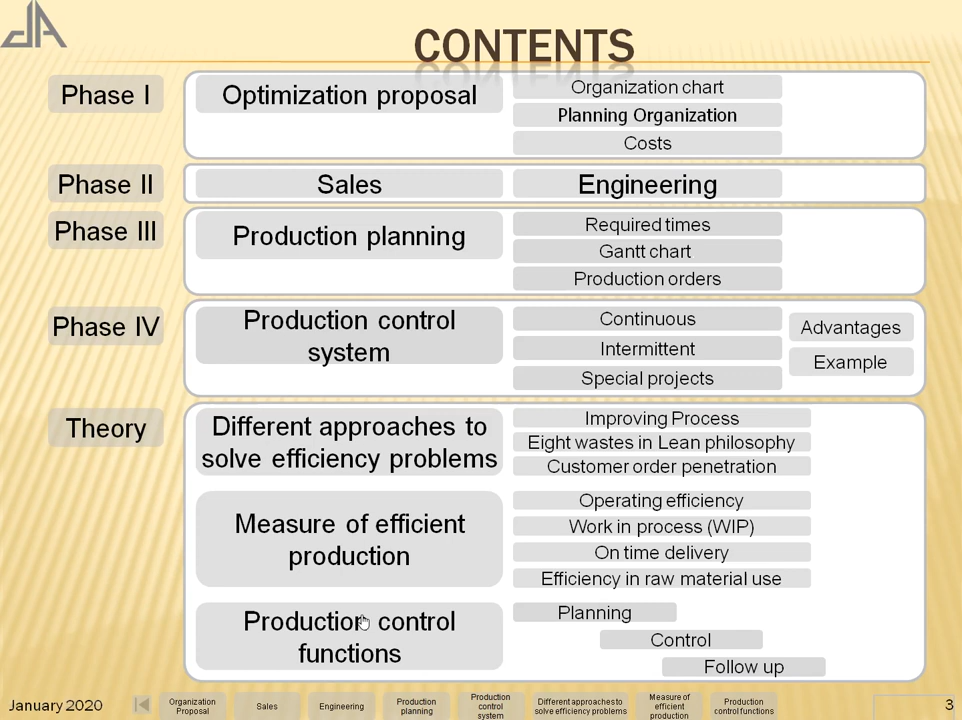 JA
CONTENTS
Phase I
Optimization proposal
Organization chart
Planning Organization
Costs
Phase II
Sales
Engineering
Phase III
Production planning
Required times
Gantt chart
Production orders
Phase IV
Production control
system
Continuous
Intermittent
Special projects
Advantages
Example
Theory
Different approaches to
solve efficiency problems
Improving Process
Eight wastes in Lean philosophy
Customer order penetration
Measure of efficient
production
Operating efficiency
Work in process (WIP)
On time delivery
Efficiency in raw material use
Production control
functions
Planning
Control
Follow up
January 2020
Organization
Proposal
Sales
Engineering
Production
planning
Production
control
system
Different approaches to
solve efficiency problems
Measure of
efficient
production
Production
control functions
3